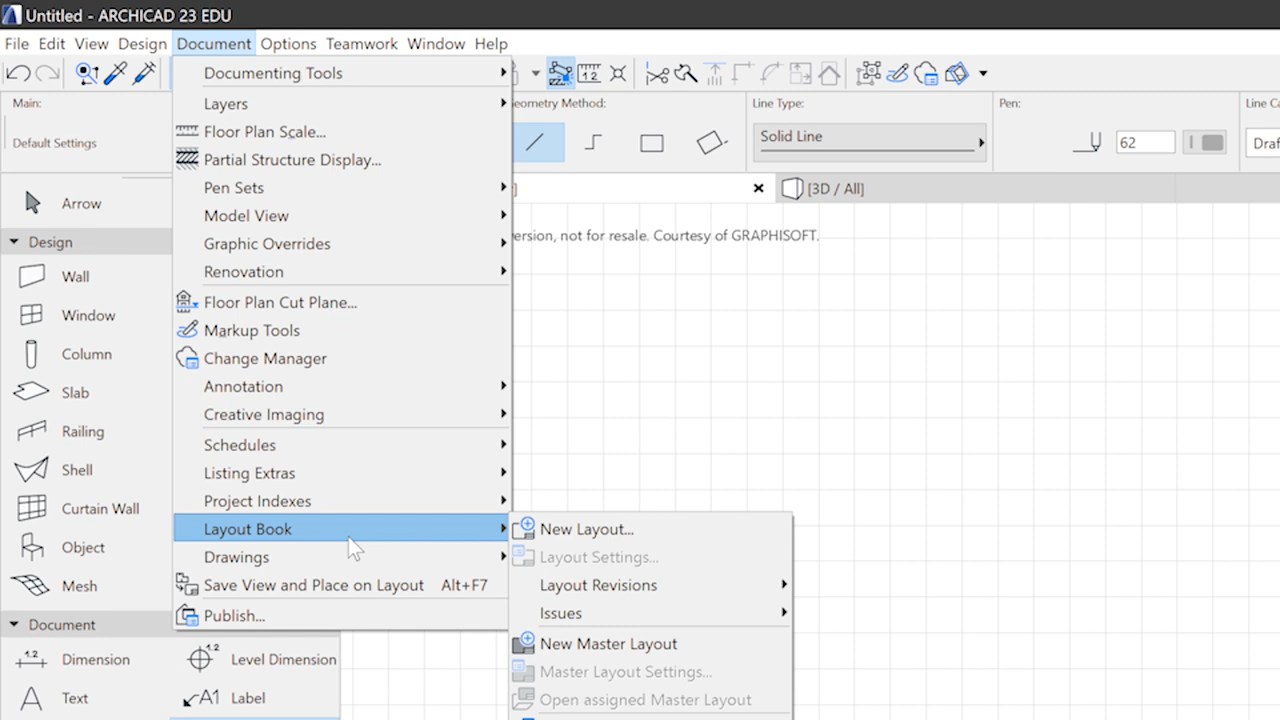 Untitled - ARCHICAD 23 EDU
File Edit View Design Document Options Teamwork Window Help
Main:
Default Settings
Geometry Method:
Line Type:
Solid Line
Pen:
62
Line Ca
Draf
[3D / All]
ersion, not for resale. Courtesy of GRAPHISOFT.
Documenting Tools
Layers
Floor Plan Scale...
Partial Structure Display...
Pen Sets
Model View
Graphic Overrides
Renovation
Floor Plan Cut Plane...
Markup Tools
Change Manager
Annotation
Creative Imaging
Schedules
Listing Extras
Project Indexes
Layout Book
Drawings
Save View and Place on Layout Alt+F7
Publish...
New Layout...
Layout Settings...
Layout Revisions
Issues
New Master Layout
Master Layout Settings...
Open assigned Master Layout
Arrow
Design
Wall
Window
Column
Slab
Railing
Shell
Curtain Wall
Object
Mesh
Document
1.2 Dimension
1.2 Level Dimension
A Text
A1 Label